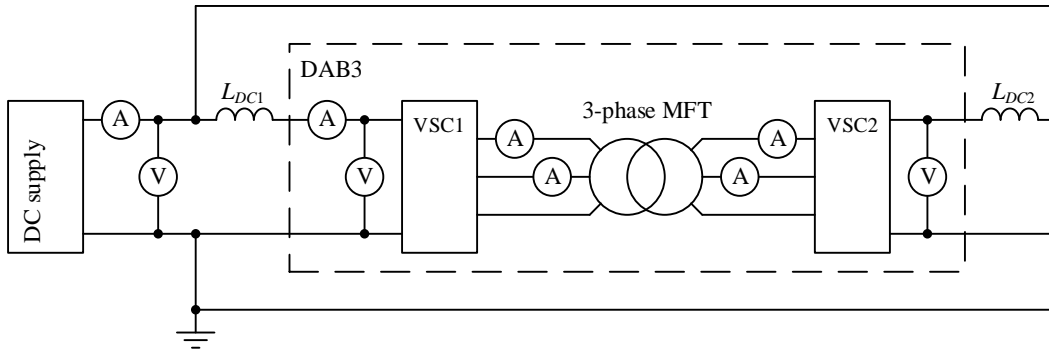 DAB3
L_DC1
L_DC2
A
A
VSC1
3-phase MFT
VSC2
A
A
DC supply
V
V
A
A
V